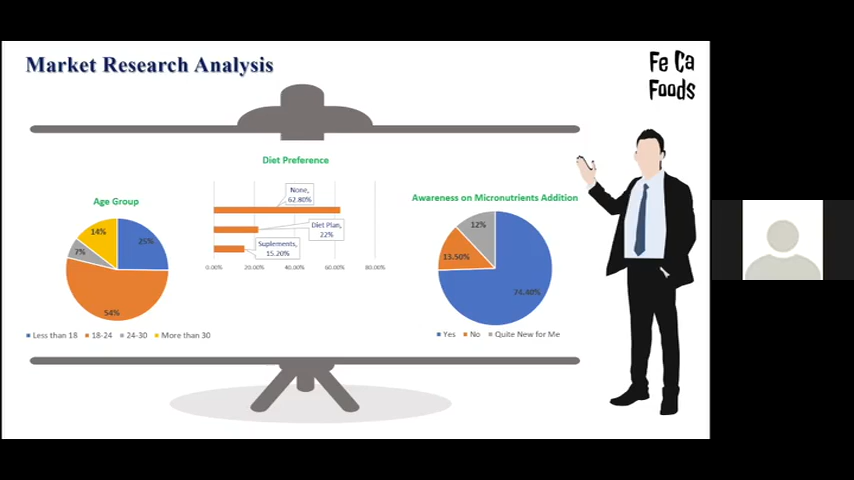 Market Research Analysis
Fe Ca
Foods
Diet Preference
None,
62.80%
Diet Plan,
22%
Suplements,
15.20%
0.00%
20.00%
40.00%
60.00%
80.00%
Age Group
14%
25%
7%
54%
Less than 18
18-24
24-30
More than 30
Awareness on Micronutrients Addition
12%
13.50%
74.40%
Yes
No
Quite New for Me